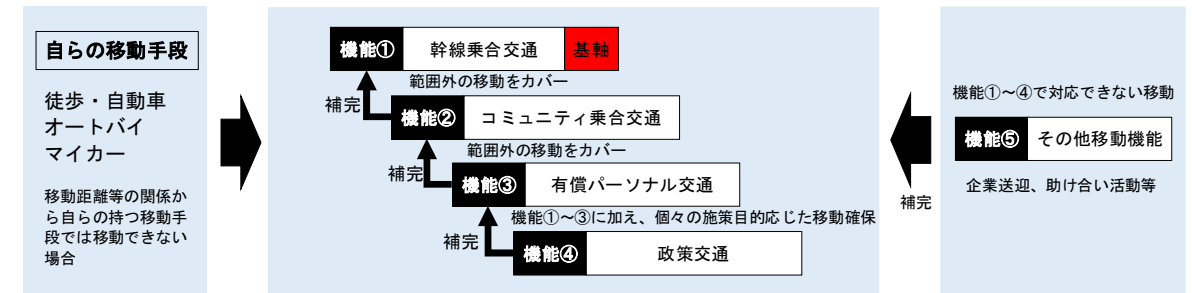 自らの移動手段
徒歩・自動車
オートバイ
マイカー
移動距離等の関係か
ら自らの持つ移動手
段では移動できない
場合
機能① 幹線乗合交通 基軸
範囲外の移動をカバー
補完
機能② コミュニティ乗合交通
範囲外の移動をカバー
補完
機能③ 有償パーソナル交通
機能①～③に加え、個々の施策目的応じた移動確保
補完
機能④ 政策交通
機能①～④で対応できない移動
機能⑤ その他移動機能
企業送迎、助け合い活動等
補完